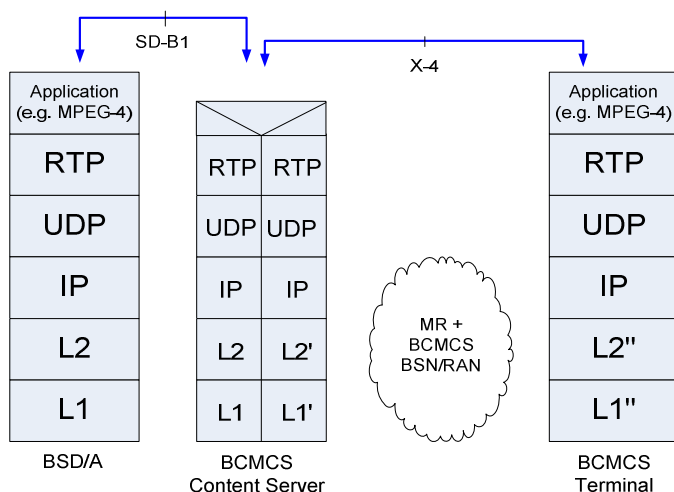 SD-B1
X-4
Application
(e.g. MPEG-4)
RTP
UDP
IP
L2
L1
BSD/A
RTP RTP
UDP UDP
IP IP
L2 L2'
L1 L1'
BCMCS
Content Server
MR +
BCMCS
BSN/RAN
Application
(e.g. MPEG-4)
RTP
UDP
IP
L2"
L1"
BCMCS
Terminal